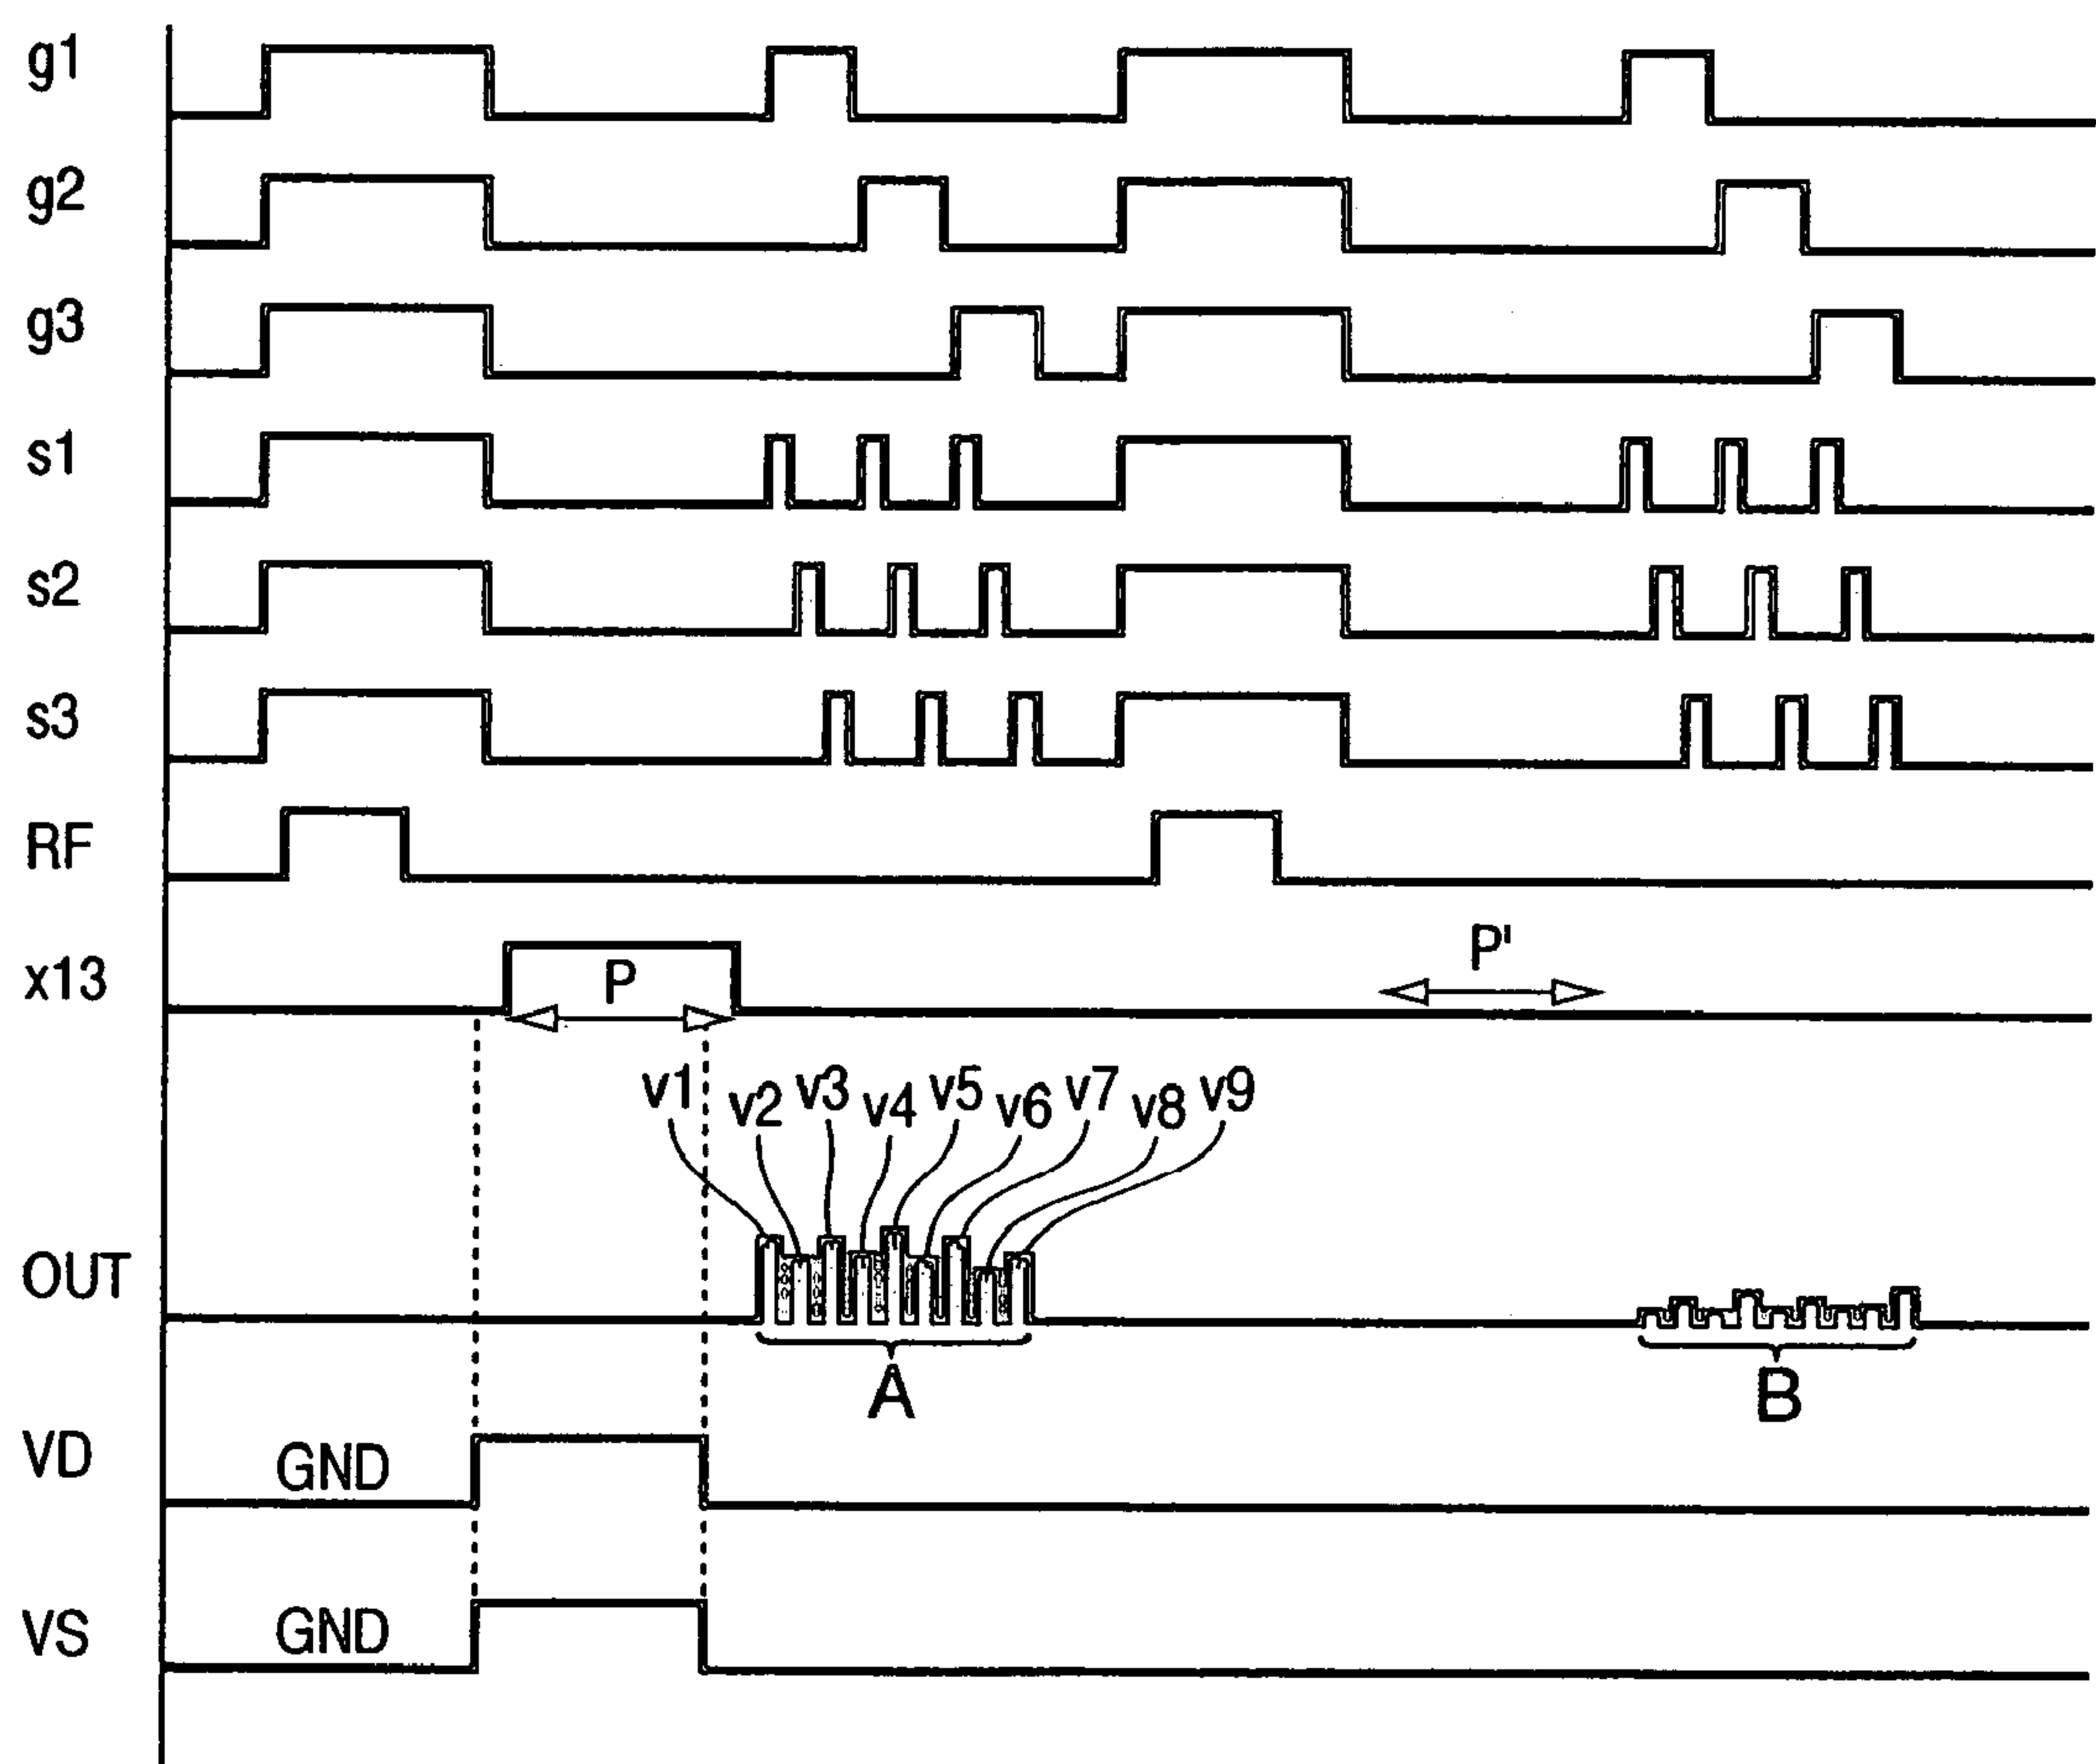 g1
g2
g3
s1
s2
s3
RF
x13
P
P'
v1 v2 v3 v4 v5 v6 v7 v8 v9
OUT
A
B
VD
GND
VS
GND